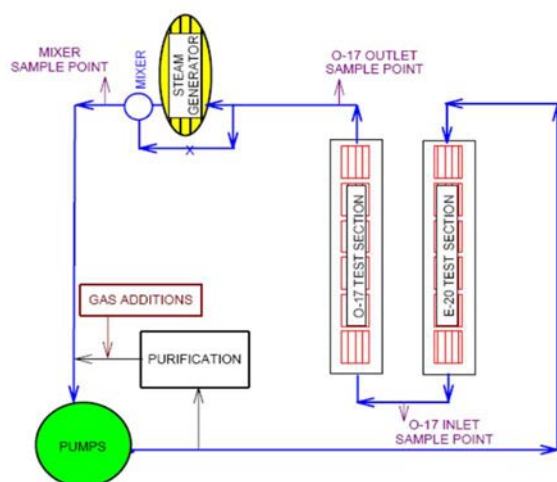 MIXER
SAMPLE POINT
MIXER
STEAM
GENERATOR
O-17 OUTLET
SAMPLE POINT
X
O-17 TEST SECTION
E-20 TEST SECTION
GAS ADDITIONS
PURIFICATION
O-17 INLET
SAMPLE POINT
PUMPS